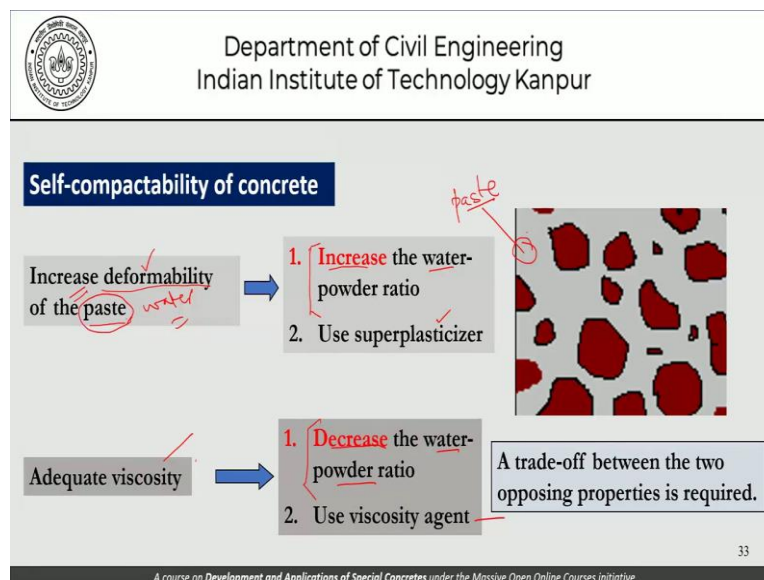 Department of Civil Engineering
Indian Institute of Technology Kanpur
Self-compactability of concrete
paste
Increase deformability
of the paste water
1. Increase the water-
powder ratio
2. Use superplasticizer
Adequate viscosity
1. Decrease the water-
powder ratio
2. Use viscosity agent
A trade-off between the two
opposing properties is required.
33
A course on Development and Applications of Special Concretes under the Massive Open Online Courses initiative